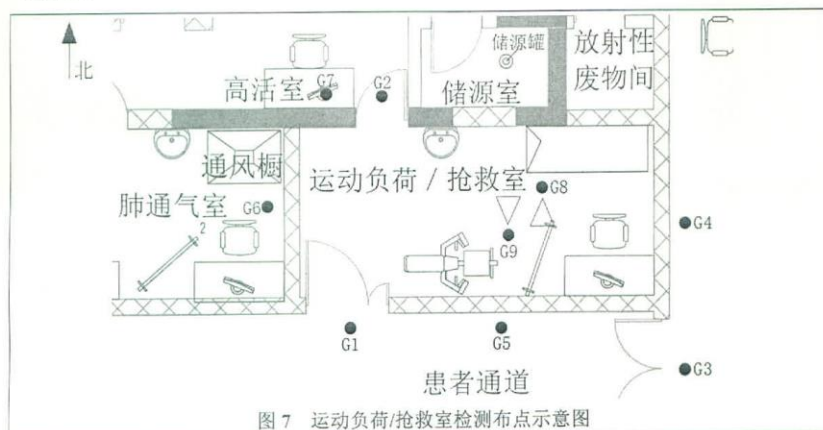 储源罐
放射性
废物间
北
高活室
G7
G2
储源室
通风橱
运动负荷 / 抢救室
肺通气室
G6
G8
2
G9
G4
G1
G5
G3
患者通道
图 7 运动负荷/抢救室检测布点示意图